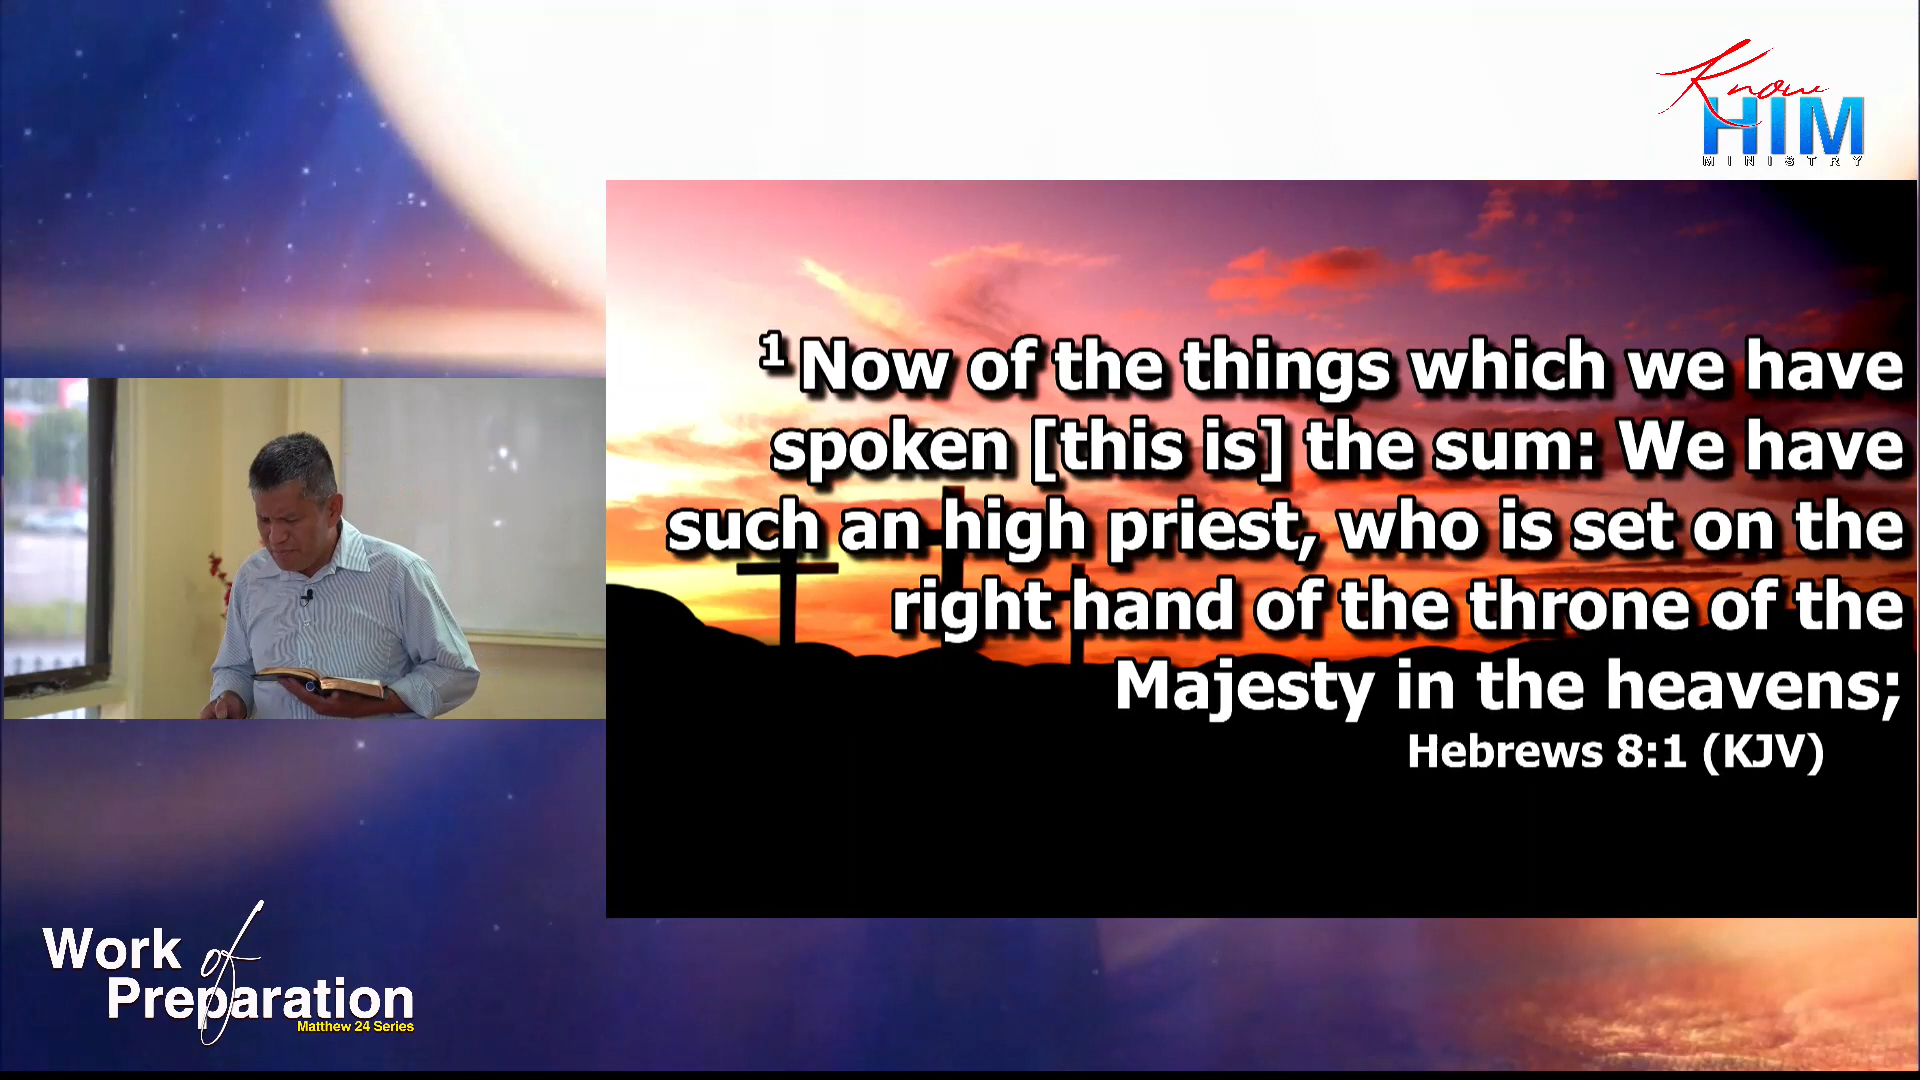 Know
HIM
MINISTRY
1 Now of the things which we have
spoken [this is] the sum: We have
such an high priest, who is set on the
right hand of the throne of the
Majesty in the heavens;
Hebrews 8:1 (KJV)
Work of
Preparation
Matthew 24 Series